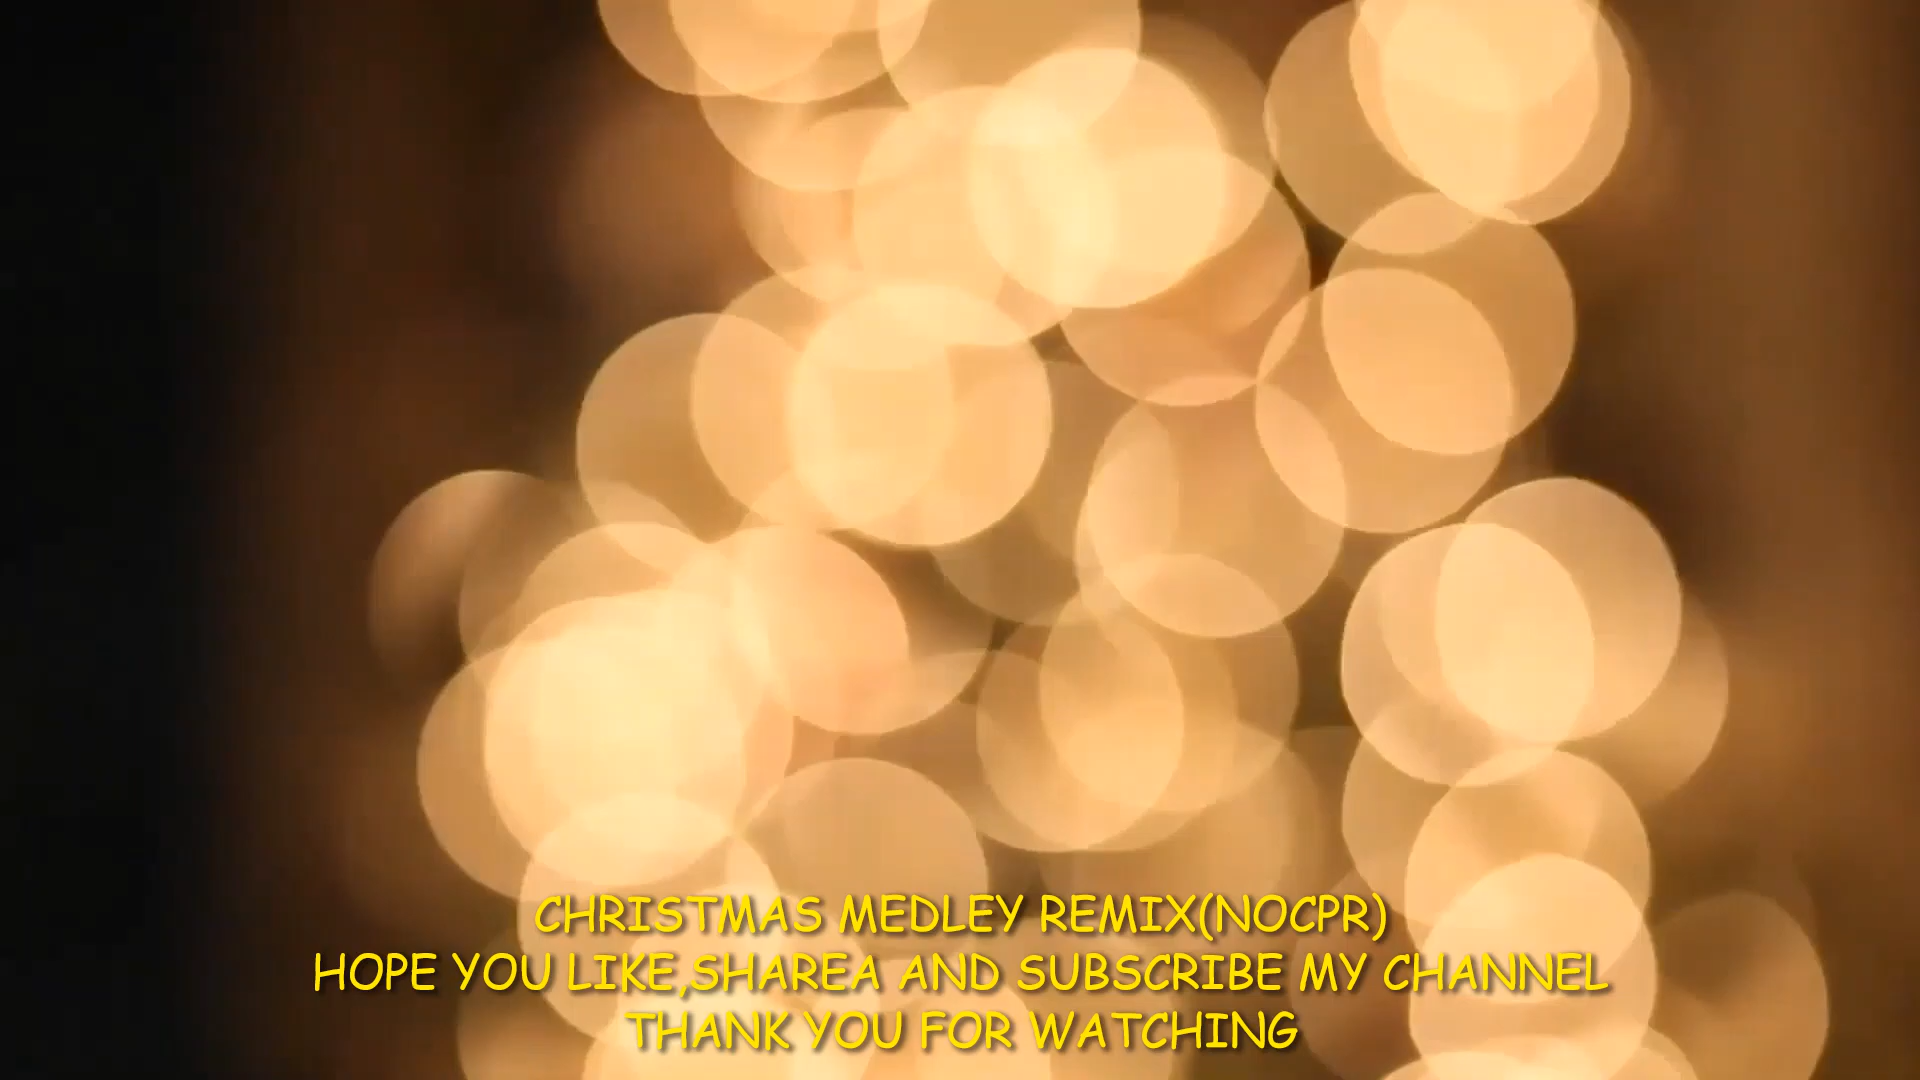 CHRISTMAS MEDLEY REMIX(NOCPR)
HOPE YOU LIKE,SHAREA AND SUBSCRIBE MY CHANNEL
THANK YOU FOR WATCHING